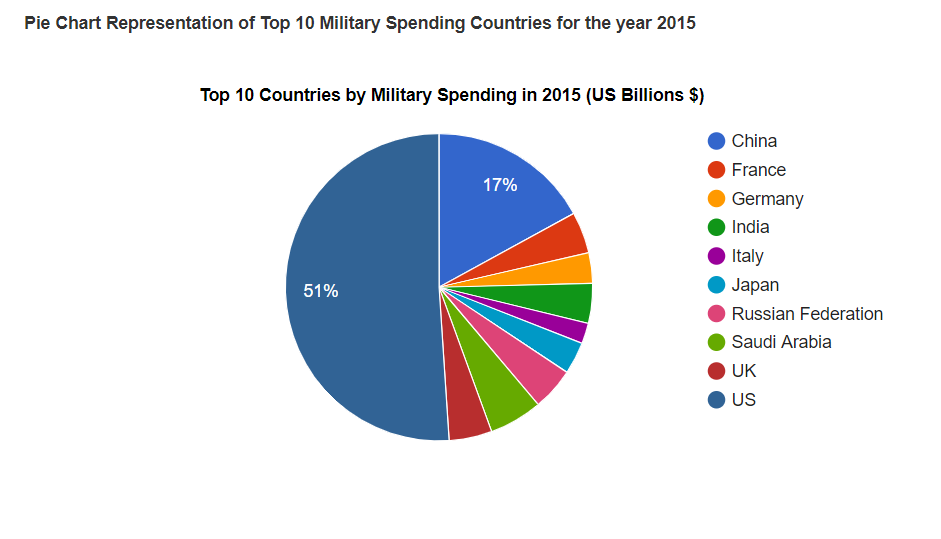 Pie Chart Representation of Top 10 Military Spending Countries for the year 2015
Top 10 Countries by Military Spending in 2015 (US Billions $)
17%
51%
China
France
Germany
India
Italy
Japan
Russian Federation
Saudi Arabia
UK
US